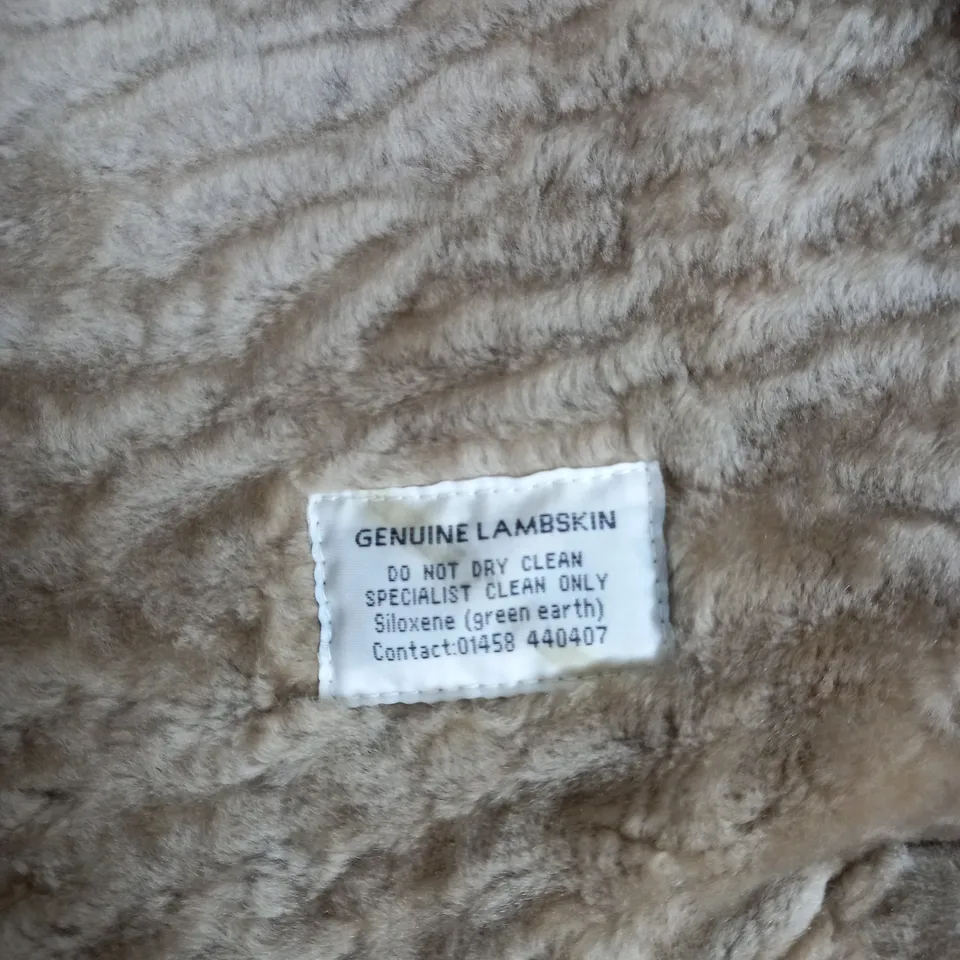 GENUINE LAMBSKIN
DO NOT DRY CLEAN
SPECIALIST CLEAN ONLY
Siloxene (green earth)
Contact:01458 440407